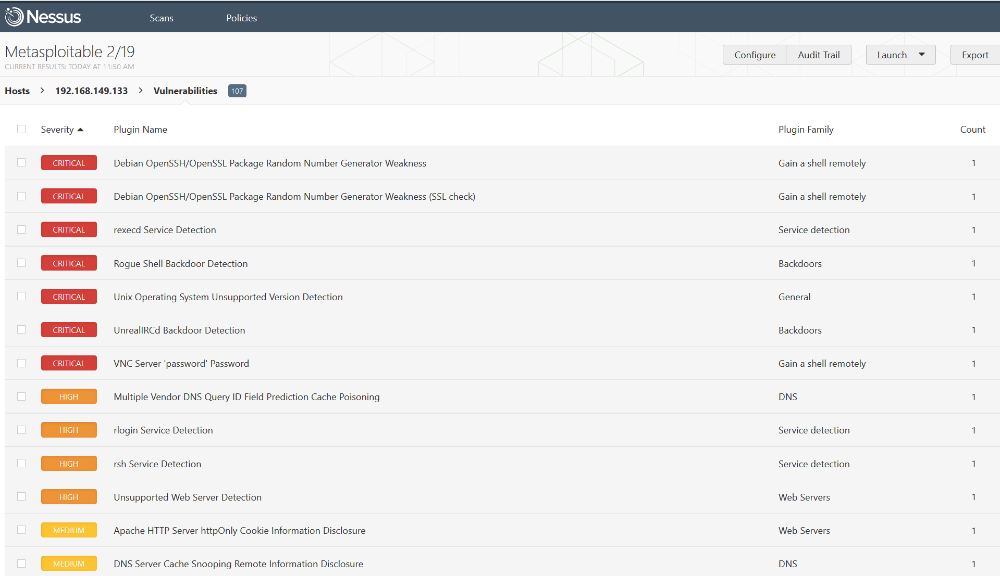 Nessus Scans Policies
Metasploitable 2/19
CURRENT RESULTS: TODAY AT 11:50 AM
Configure Audit Trail Launch Export
Hosts > 192.168.149.133 > Vulnerabilities 107
Severity Plugin Name Plugin Family Count
CRITICAL Debian OpenSSH/OpenSSL Package Random Number Generator Weakness Gain a shell remotely 1
CRITICAL Debian OpenSSH/OpenSSL Package Random Number Generator Weakness (SSL check) Gain a shell remotely 1
CRITICAL rexecd Service Detection Service detection 1
CRITICAL Rogue Shell Backdoor Detection Backdoors 1
CRITICAL Unix Operating System Unsupported Version Detection General 1
CRITICAL UnrealIRCd Backdoor Detection Backdoors 1
CRITICAL VNC Server 'password' Password Gain a shell remotely 1
HIGH Multiple Vendor DNS Query ID Field Prediction Cache Poisoning DNS 1
HIGH rlogin Service Detection Service detection 1
HIGH rsh Service Detection Service detection 1
HIGH Unsupported Web Server Detection Web Servers 1
MEDIUM Apache HTTP Server httpOnly Cookie Information Disclosure Web Servers 1
MEDIUM DNS Server Cache Snooping Remote Information Disclosure DNS 1